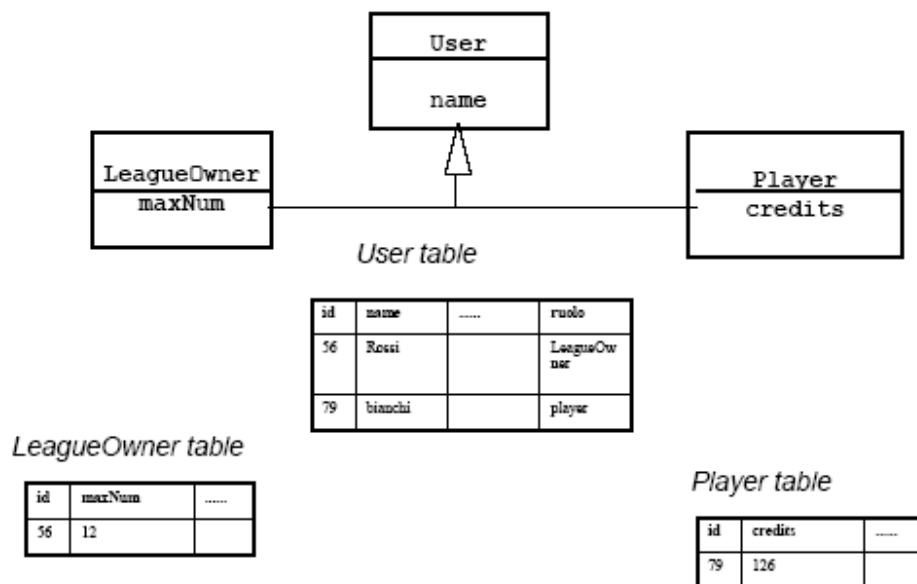 User
name
LeagueOwner
maxNum
Player
credits
User table
id name ...... ruolo
56 Rossi LeagueOw
ner
79 bianchi player
LeagueOwner table
id maxNum ......
56 12
Player table
id credits ......
79 126